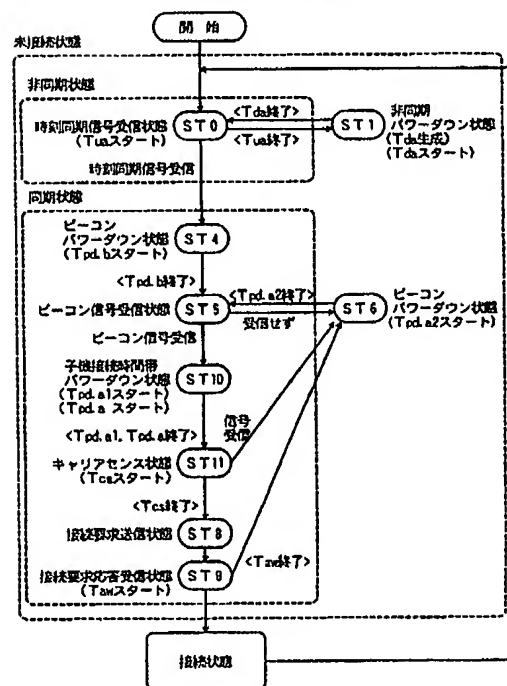 開 始
未接続状態
非同期状態
時刻同期信号受信状態
(Tuaスタート)
ST0
<Tda終了>
<Tua終了>
ST1
非同期
パワーダウン状態
(Tda生成)
(Tdaスタート)
時刻同期信号受信
同期状態
ビーコン
パワーダウン状態
(Tpd.bスタート)
ST4
<Tpd.b終了>
ビーコン信号受信状態
ST5
<Tpd.a2終了>
受信せず
ST6
ビーコン
パワーダウン状態
(Tpd.a2スタート)
ビーコン信号受信
子機接続時間帯
パワーダウン状態
(Tpd.a1スタート)
(Tpd.a スタート)
ST10
<Tpd.a1,Tpd.a終了>
信号
受信
キャリアセンス状態
(Tcsスタート)
ST11
<Tcs終了>
接続要求送信状態
ST8
接続要求応答受信状態
(Tawスタート)
ST9
<Taw終了>
接続状態